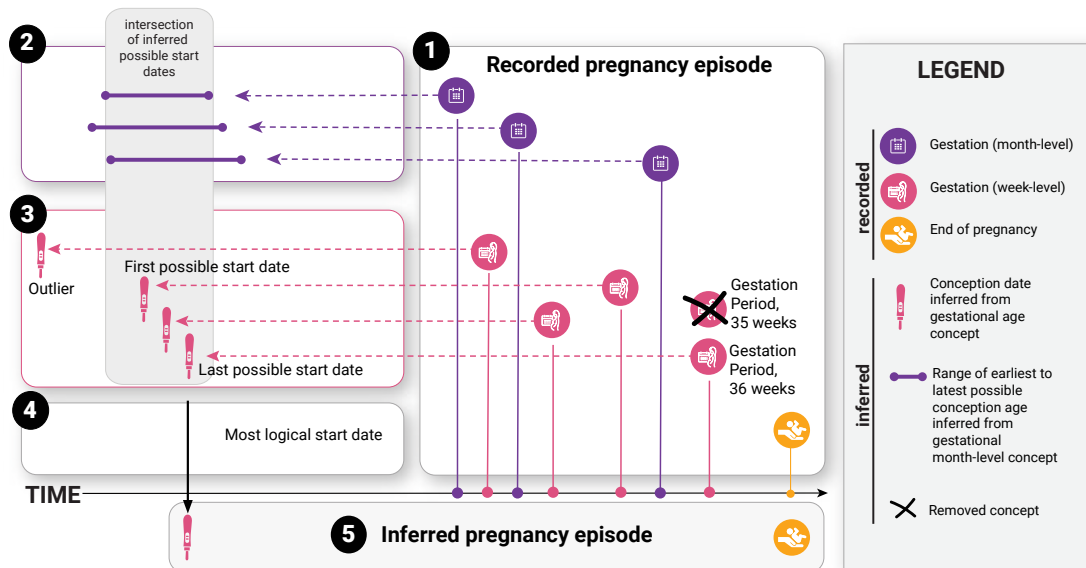 intersection
of inferred
possible start
dates
2
1
Recorded pregnancy episode
3
Outlier
First possible start date
Last possible start date
Gestation
Period,
35 weeks
Gestation
Period,
36 weeks
4
Most logical start date
TIME
5
Inferred pregnancy episode
LEGEND
recorded
Gestation (month-level)
Gestation (week-level)
End of pregnancy
inferred
Conception date
inferred from
gestational age
concept
Range of earliest to
latest possible
conception age
inferred from
gestational
month-level concept
Removed concept